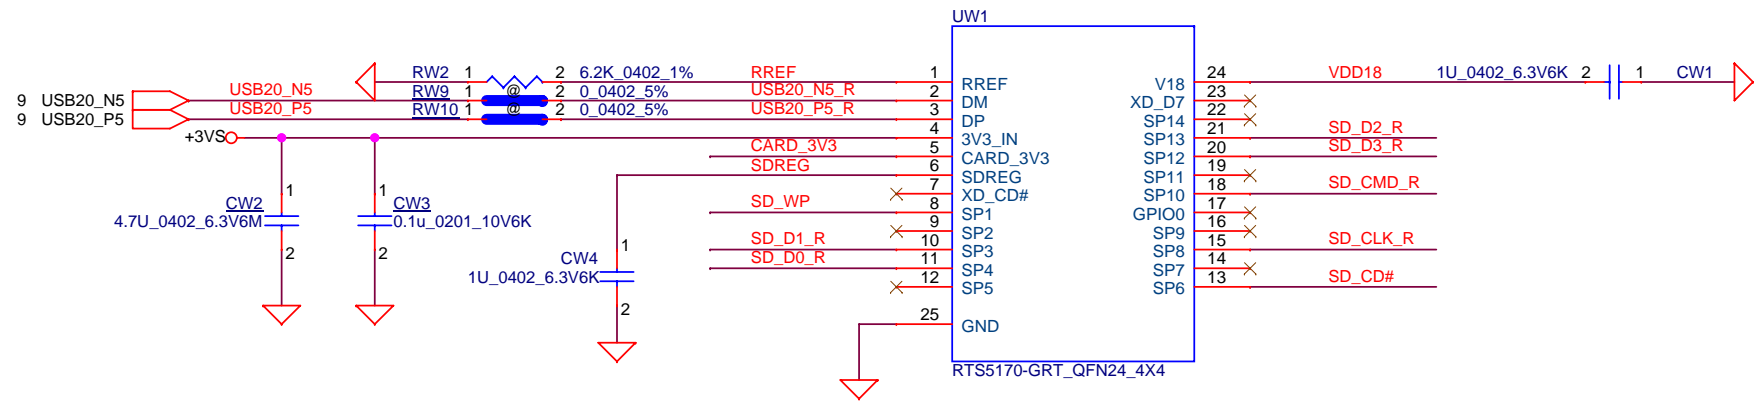 UW1
RW2 1 2 6.2K_0402_1% RREF 1 RREF V18 24 VDD18 1U_0402_6.3V6K 2 1 CW1
9 USB20_N5 USB20_N5 RW9 1 @ 2 0_0402_5% USB20_N5_R 2 DM XD_D7 23
9 USB20_P5 USB20_P5 RW10 1 @ 2 0_0402_5% USB20_P5_R 3 DP SP14 22
+3VS 4 3V3_IN SP13 21 SD_D2_R
CARD_3V3 5 CARD_3V3 SP12 20 SD_D3_R
SDREG 6 SDREG SP11 19
7 XD_CD# SP10 18 SD_CMD_R
SD_WP 8 SP1 GPIO0 17
9 SP2 SP9 16
SD_D1_R 10 SP3 SP8 15 SD_CLK_R
SD_D0_R 11 SP4 SP7 14
12 SP5 SP6 13 SD_CD#
25 GND
1 1
CW2 CW3
4.7U_0402_6.3V6M 0.1u_0201_10V6K
2 2
1
CW4
1U_0402_6.3V6K
2
RTS5170-GRT_QFN24_4X4